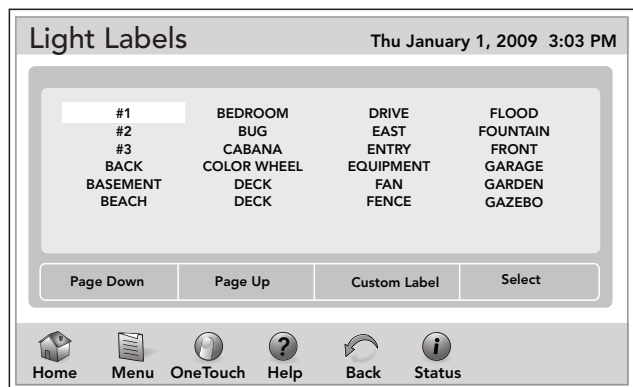 Light Labels Thu January 1, 2009 3:03 PM
#1 BEDROOM DRIVE FLOOD
#2 BUG EAST FOUNTAIN
#3 CABANA ENTRY FRONT
BACK COLOR WHEEL EQUIPMENT GARAGE
BASEMENT DECK FAN GARDEN
BEACH DECK FENCE GAZEBO
Page Down Page Up Custom Label Select
Home Menu OneTouch Help Back Status